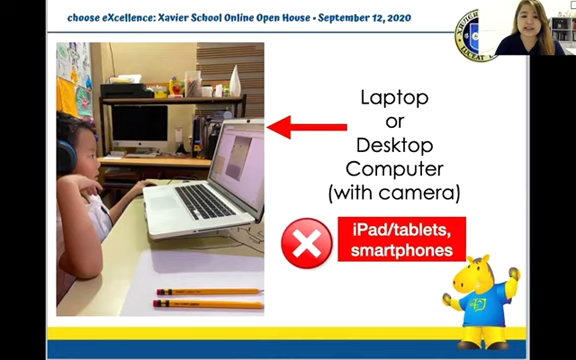 choose eXcellence: Xavier School Online Open House • September 12, 2020
Laptop
or
Desktop
Computer
(with camera)
iPad/tablets,
smartphones